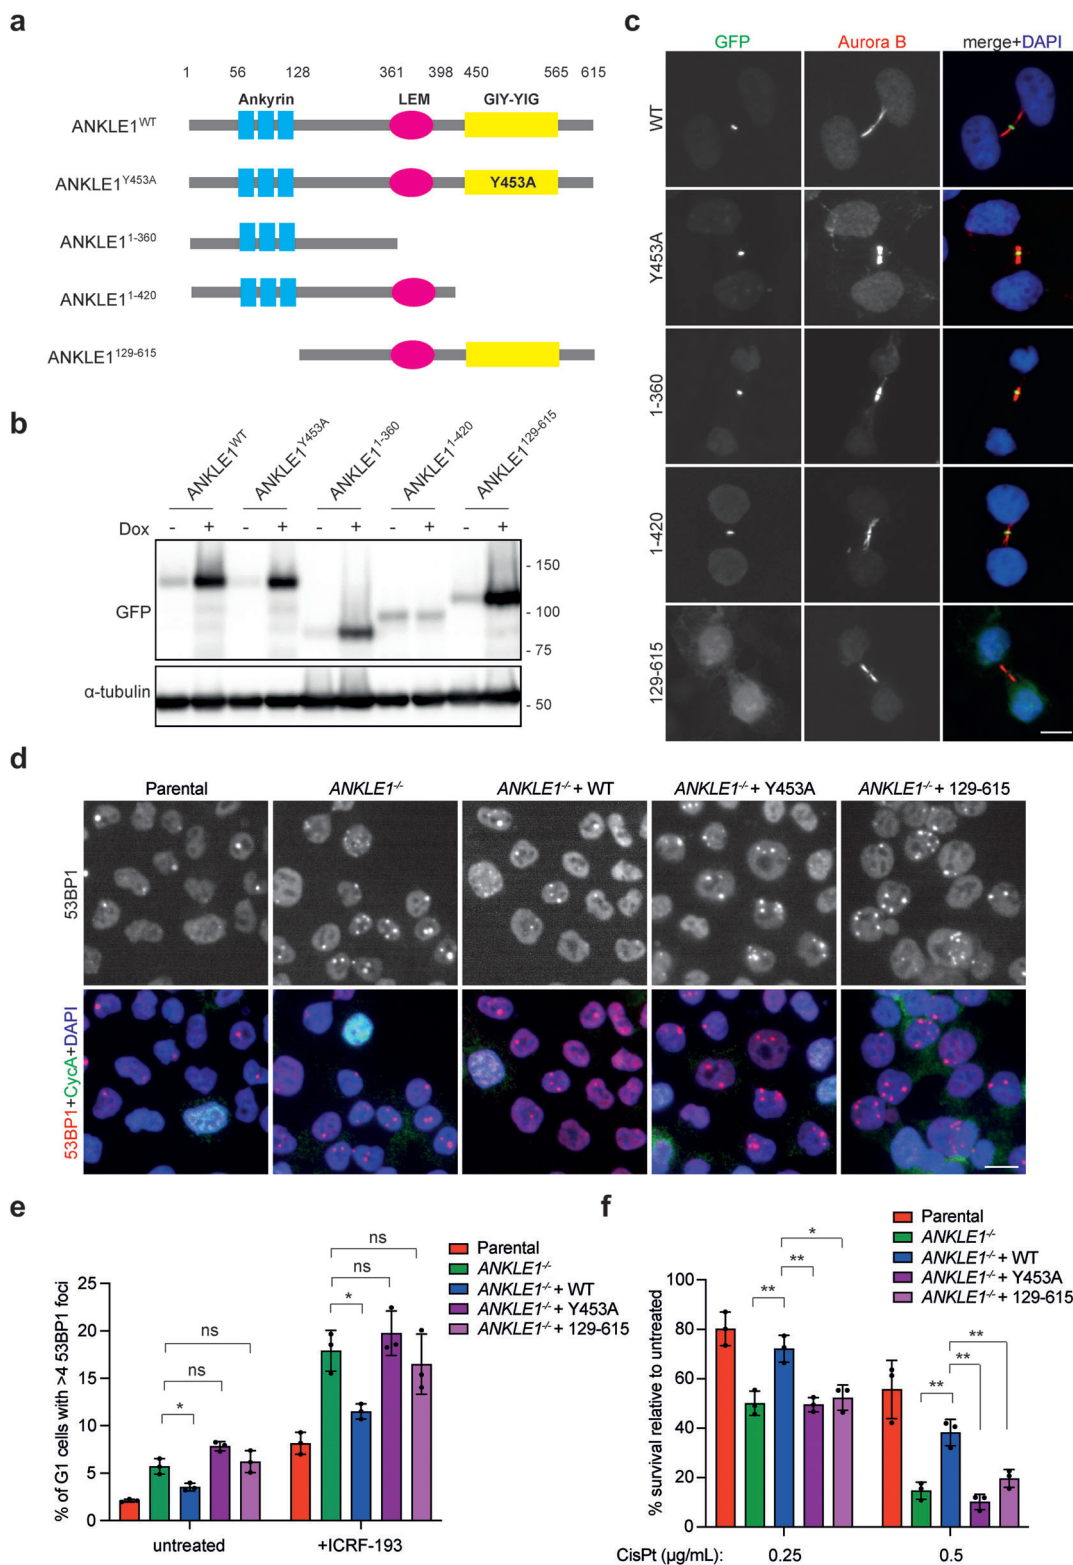 a
1 56 128 361 398 450 565 615
Ankyrin LEM GIY-YIG
ANKLE1WT
ANKLE1Y453A
Y453A
ANKLE11-360
ANKLE11-420
ANKLE1129-615
b
ANKLE1WT ANKLE1Y453A ANKLE11-360 ANKLE11-420 ANKLE1129-615
Dox - + - + - + - + - +
GFP
- 150
- 100
- 75
α-tubulin
- 50
c
GFP Aurora B merge+DAPI
WT
Y453A
1-360
1-420
129-615
d
Parental ANKLE1-/- ANKLE1-/- + WT ANKLE1-/- + Y453A ANKLE1-/- + 129-615
53BP1
53BP1+CycA+DAPI
e
% of G1 cells with >4 53BP1 foci
25
20
15
10
5
0
ns
ns
*
ns
ns
*
untreated +ICRF-193
Parental
ANKLE1-/-
ANKLE1-/- + WT
ANKLE1-/- + Y453A
ANKLE1-/- + 129-615
f
Parental
ANKLE1-/-
ANKLE1-/- + WT
ANKLE1-/- + Y453A
ANKLE1-/- + 129-615
% survival relative to untreated
100
80
60
40
20
0
*
**
**
**
**
**
CisPt (µg/mL): 0.25 0.5